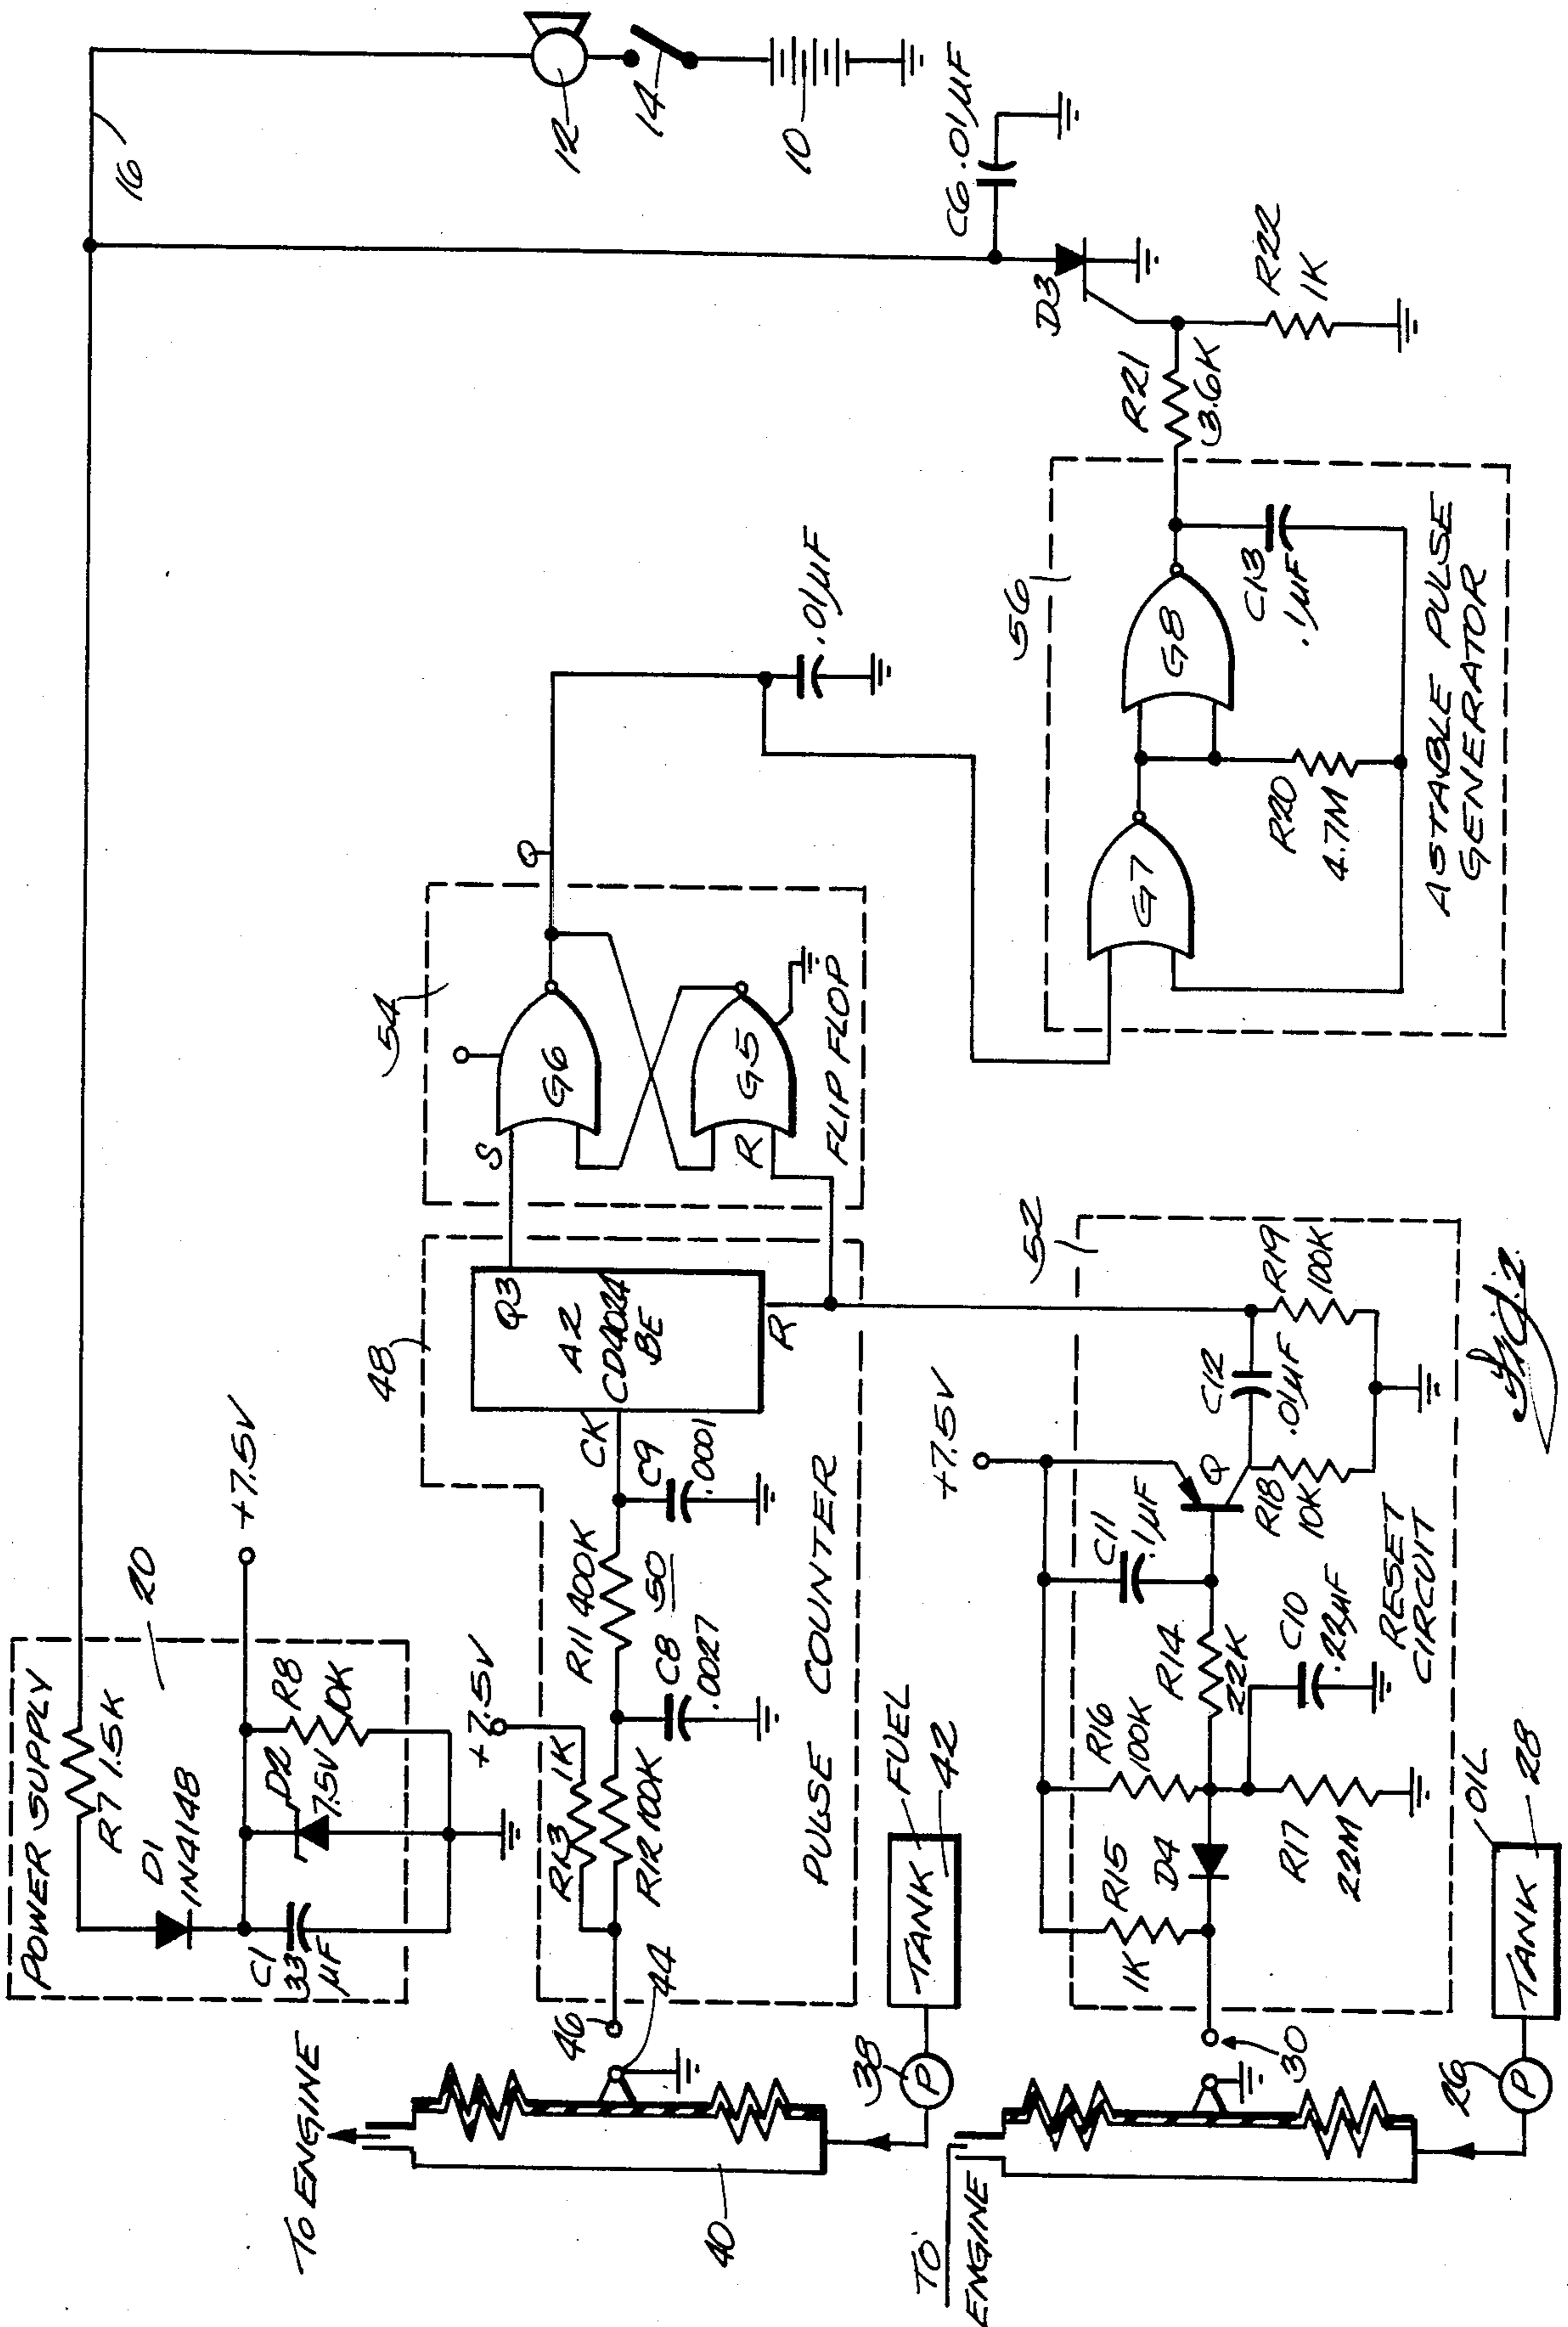 POWER SUPPLY
R7 1.5K
D1
1N4148
C1
33
µF
D2
7.5V
R8
10K
20
+7.5V
16
12
14
10
C6 .01µF
D3
R21
3.6K
R22
1K
TO ENGINE
40
46
44
+7.5V
R13
1K
R12 100K
R11 400K
50
C8
.0027
C9
.0001
PULSE COUNTER
48
CK
Q3
A2
CD4024
BE
R
54
S
G6
G5
R
FLIP FLOP
Q
.01µF
38
P
TANK
FUEL
42
56
G7
G8
R20
4.7M
C13
.1µF
ASTABLE PULSE
GENERATOR
TO
ENGINE
30
26
P
TANK
OIL
28
52
+7.5V
R15
1K
D4
R16
100K
R17
22M
R14
22K
C10
.22µF
C11
.1µF
Q
R18
10K
C12
.01µF
R19
100K
RESET
CIRCUIT
Fig. 2.